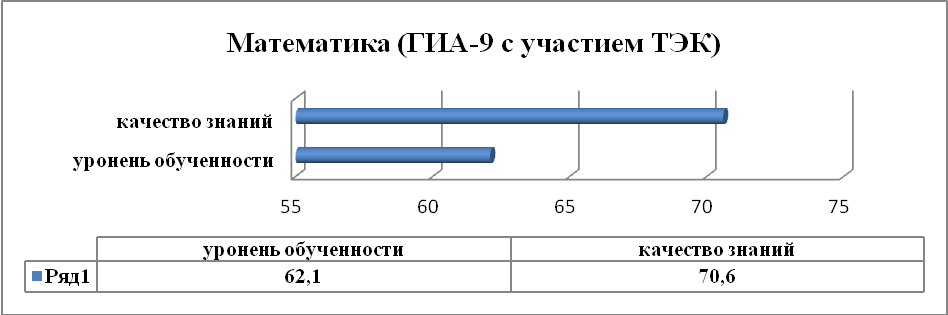 Математика (ГИА-9 с участием ТЭК)
качество знаний
уронень обученности
55 60 65 70 75
уронень обученности качество знаний
Ряд1 62,1 70,6